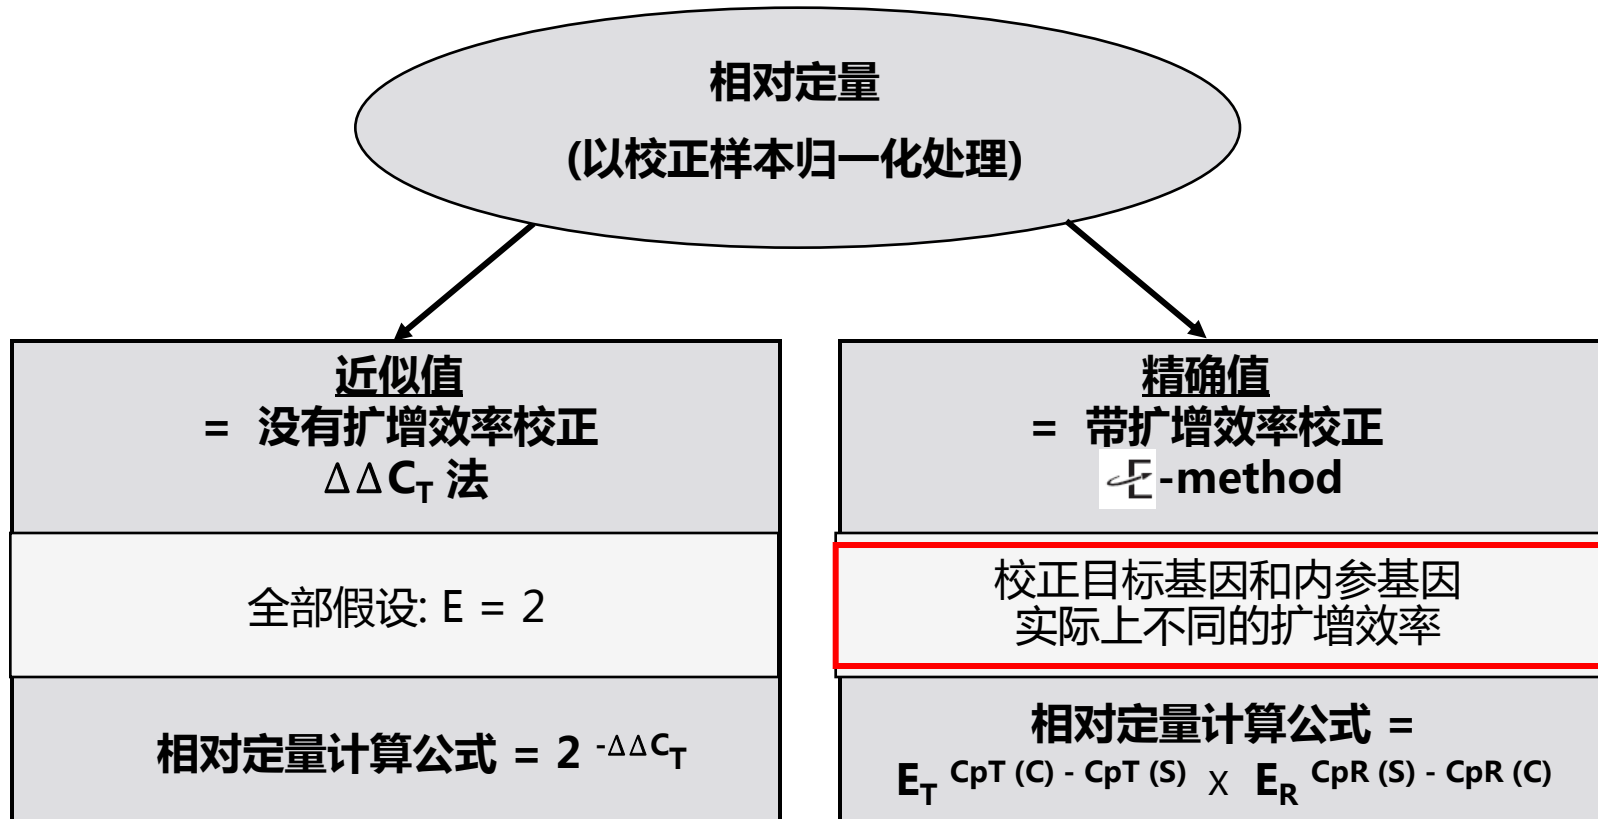 相对定量
(以校正样本归一化处理)
近似值
= 没有扩增效率校正
ΔΔC_T 法
全部假设: E = 2
相对定量计算公式 = 2 ^-ΔΔC_T
精确值
= 带扩增效率校正
E-method
校正目标基因和内参基因
实际上不同的扩增效率
相对定量计算公式 =
E_T ^CpT (C) - CpT (S) x E_R ^CpR (S) - CpR (C)